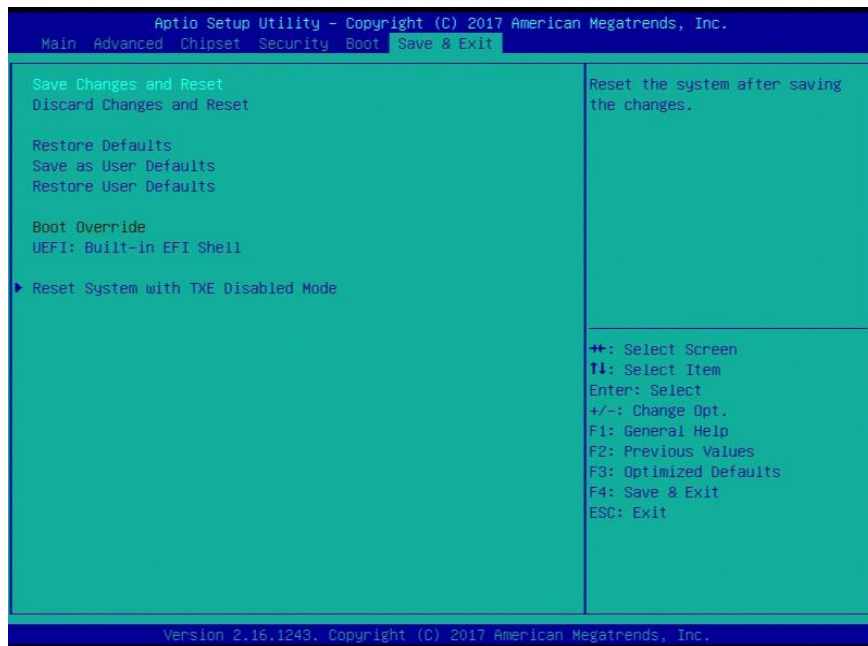 Aptio Setup Utility – Copyright (C) 2017 American Megatrends, Inc.
Main Advanced Chipset Security Boot Save & Exit
Save Changes and Reset
Discard Changes and Reset
Restore Defaults
Save as User Defaults
Restore User Defaults
Boot Override
UEFI: Built-in EFI Shell
▶ Reset System with TXE Disabled Mode
Reset the system after saving
the changes.
→←: Select Screen
↑↓: Select Item
Enter: Select
+/-: Change Opt.
F1: General Help
F2: Previous Values
F3: Optimized Defaults
F4: Save & Exit
ESC: Exit
Version 2.16.1243. Copyright (C) 2017 American Megatrends, Inc.